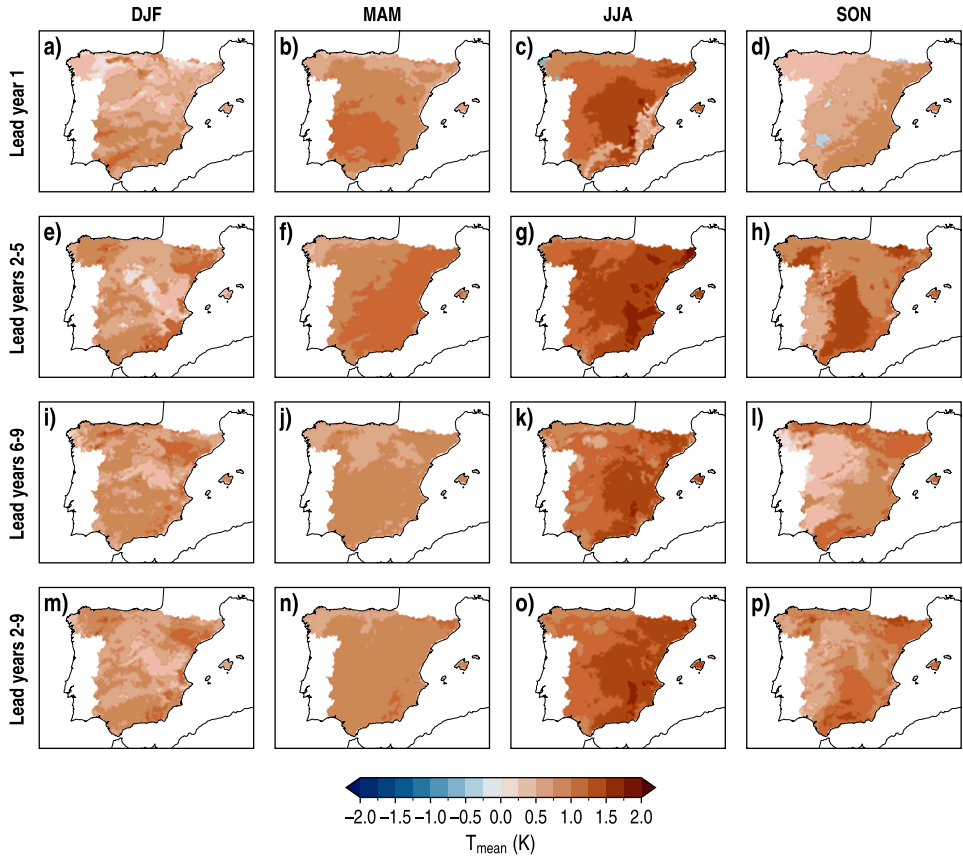 DJF MAM JJA SON
Lead year 1
a) b) c) d)
Lead years 2-5
e) f) g) h)
Lead years 6-9
i) j) k) l)
Lead years 2-9
m) n) o) p)
−2.0 −1.5 −1.0 −0.5 0.0 0.5 1.0 1.5 2.0
Tmean (K)